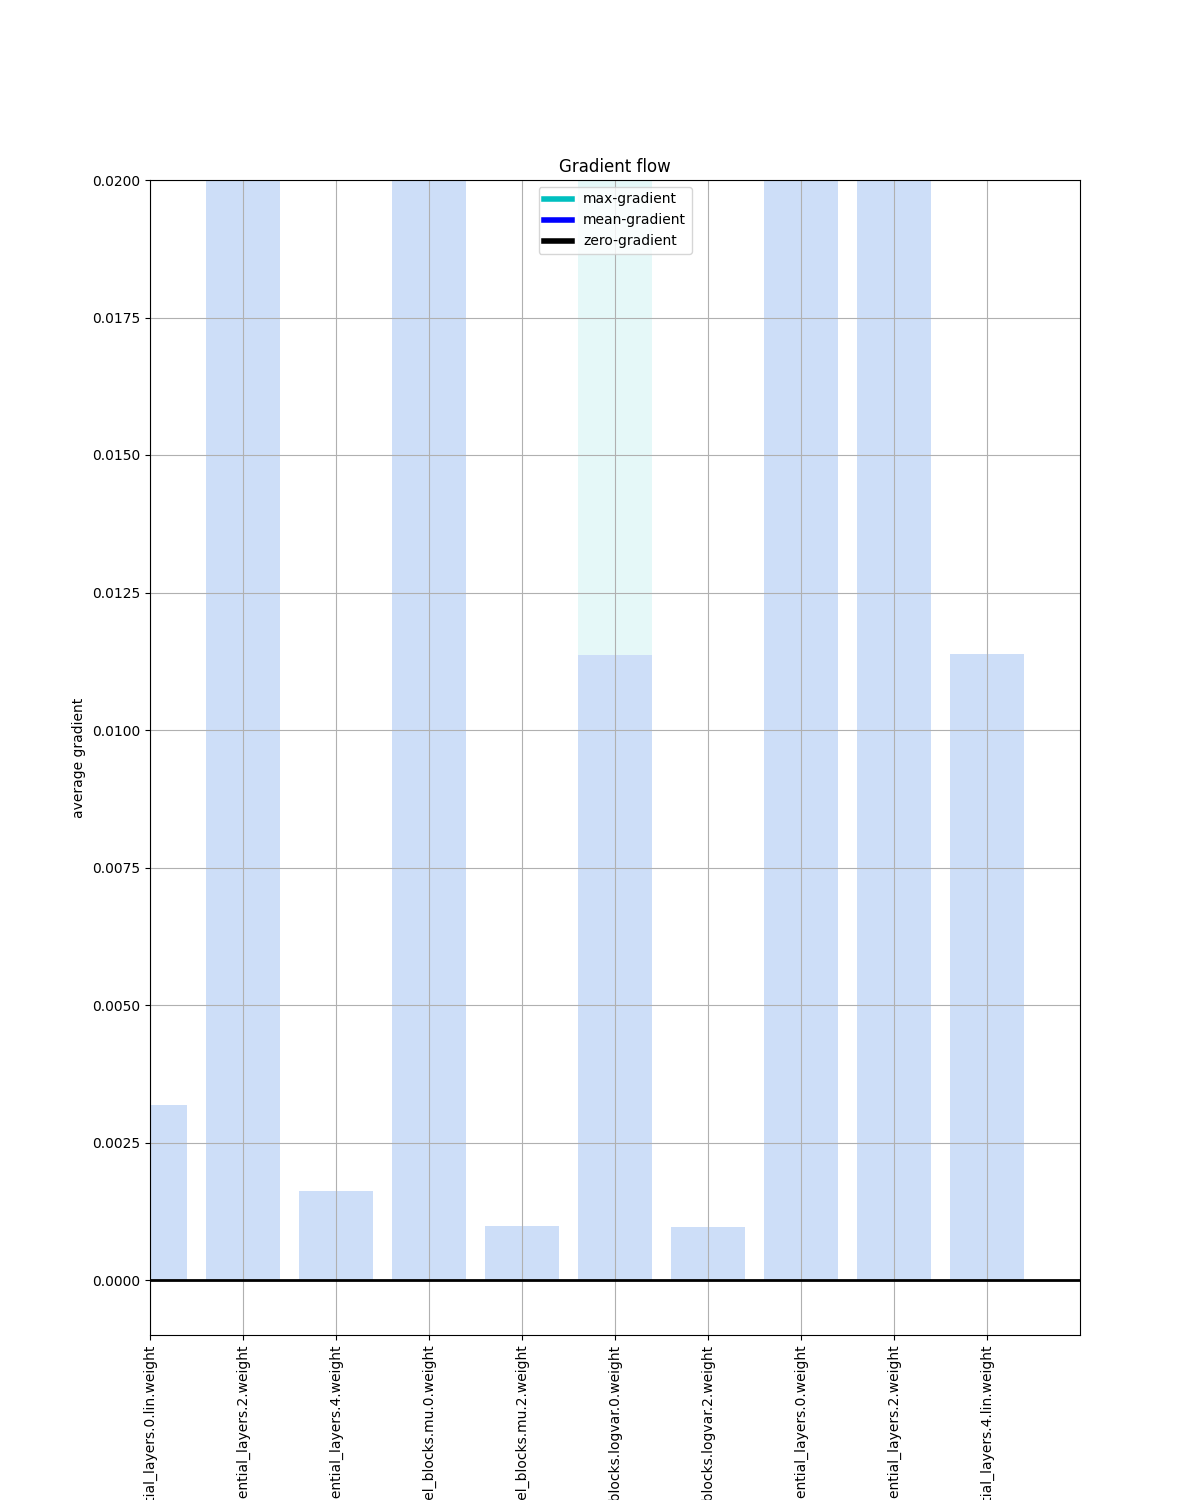 Gradient flow
max-gradient
mean-gradient
zero-gradient
0.0200
0.0175
0.0150
0.0125
0.0100
0.0075
0.0050
0.0025
0.0000
average gradient
tial_layers.0.lin.weight
ential_layers.2.weight
ential_layers.4.weight
el_blocks.mu.0.weight
el_blocks.mu.2.weight
blocks.logvar.0.weight
blocks.logvar.2.weight
ential_layers.0.weight
ential_layers.2.weight
tial_layers.4.lin.weight